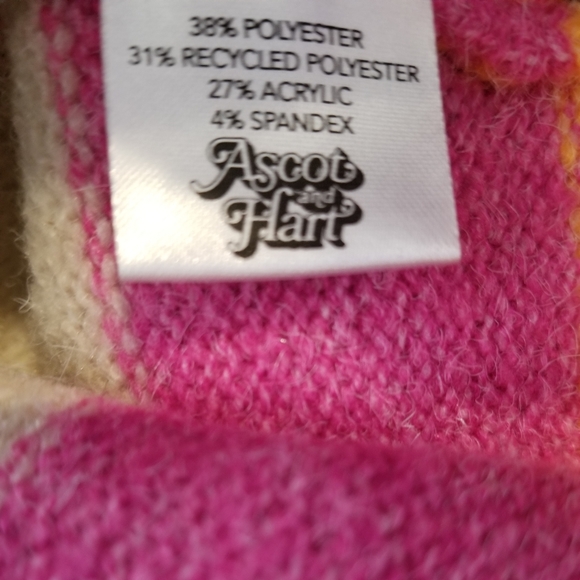 38% POLYESTER
31% RECYCLED POLYESTER
27% ACRYLIC
4% SPANDEX
Ascot
and
Hart